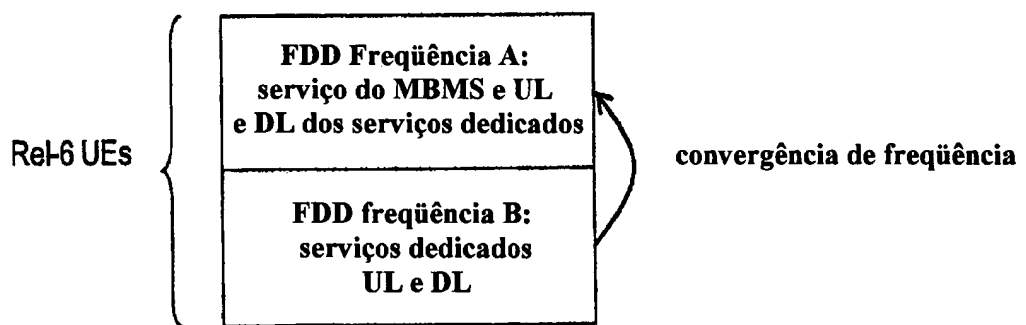 FDD Freqüência A:
serviço do MBMS e UL
e DL dos serviços dedicados
Rel-6 UEs
convergência de freqüência
FDD freqüência B:
serviços dedicados
UL e DL